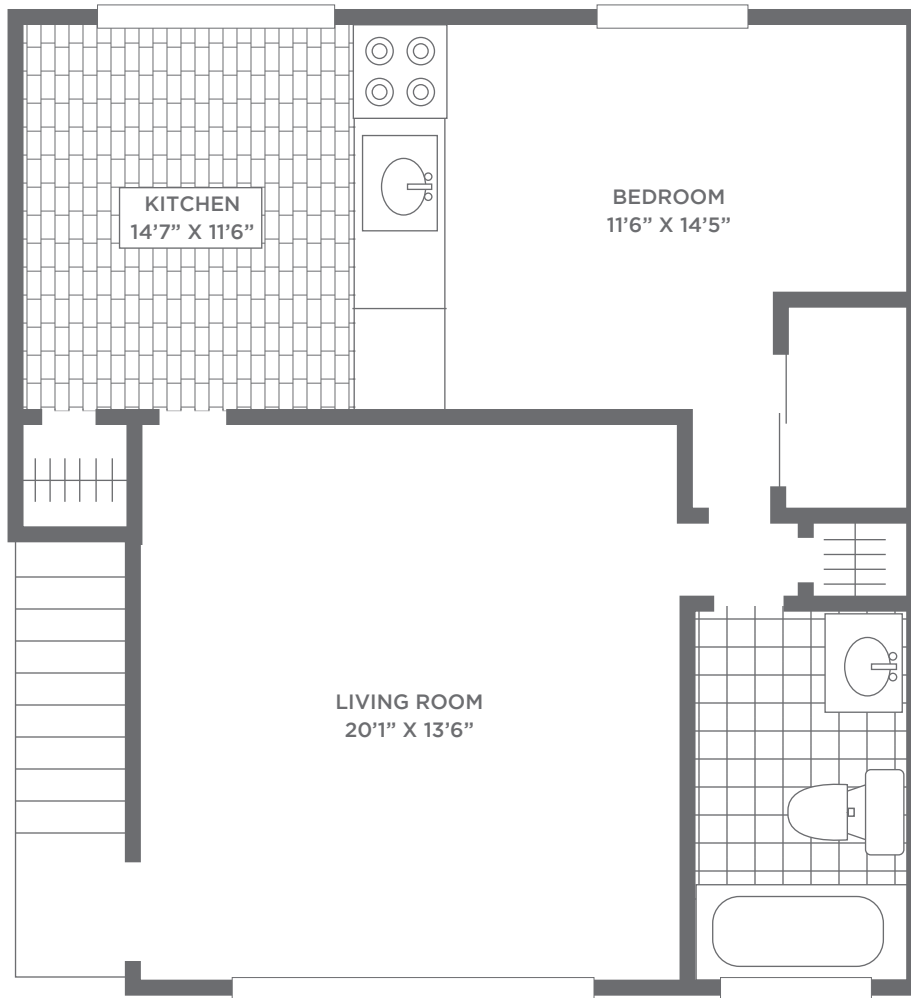 KITCHEN
14’7” X 11’6”
BEDROOM
11’6” X 14’5”
LIVING ROOM
20’1” X 13’6”